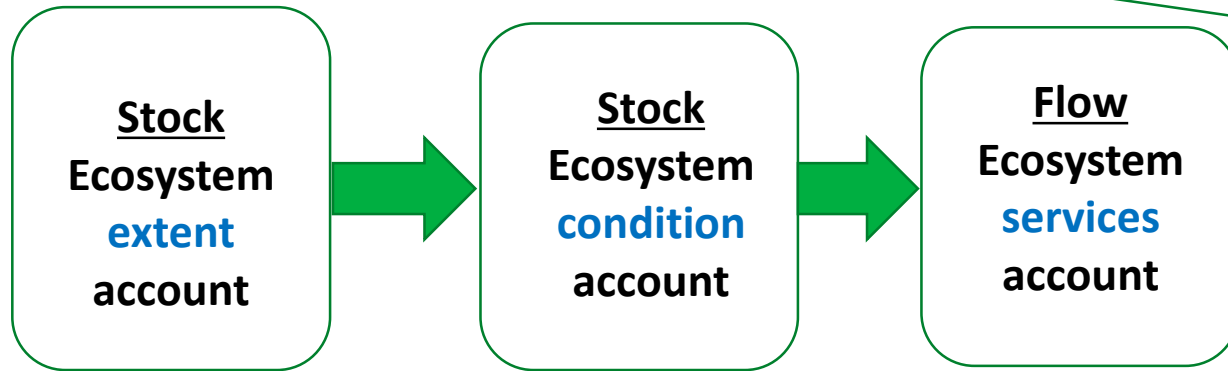 Stock
Ecosystem
extent
account
Stock
Ecosystem
condition
account
Flow
Ecosystem
services
account